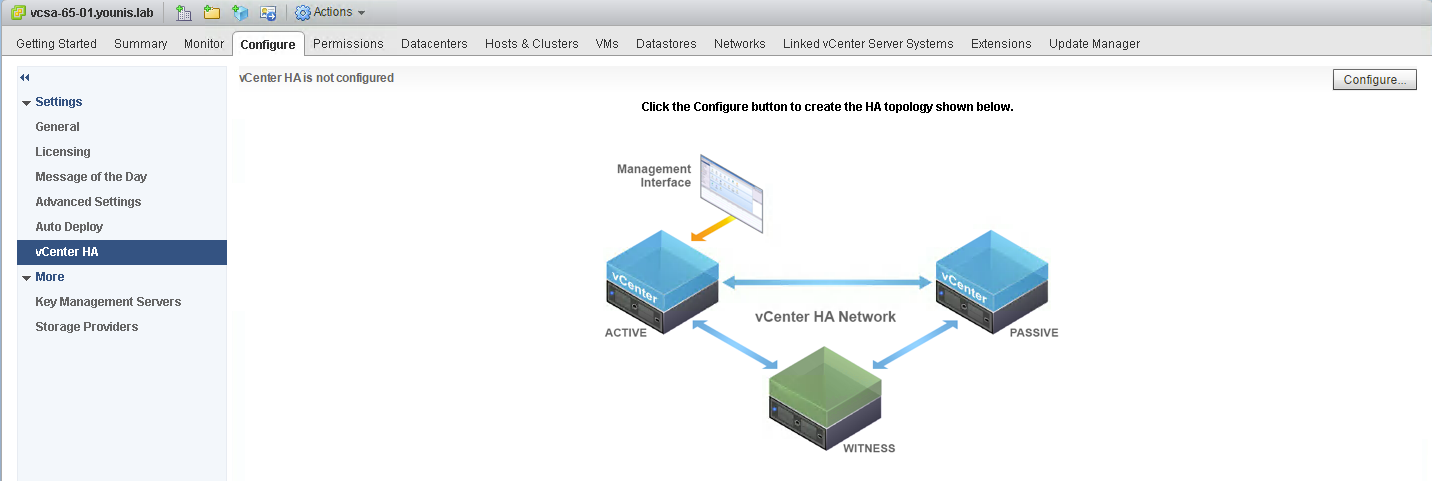 vcsa-65-01.younis.lab Actions
Getting Started Summary Monitor Configure Permissions Datacenters Hosts & Clusters VMs Datastores Networks Linked vCenter Server Systems Extensions Update Manager
Settings
General
Licensing
Message of the Day
Advanced Settings
Auto Deploy
vCenter HA
More
Key Management Servers
Storage Providers
vCenter HA is not configured
Configure...
Click the Configure button to create the HA topology shown below.
Management
Interface
vCenter
ACTIVE
vCenter HA Network
vCenter
PASSIVE
WITNESS